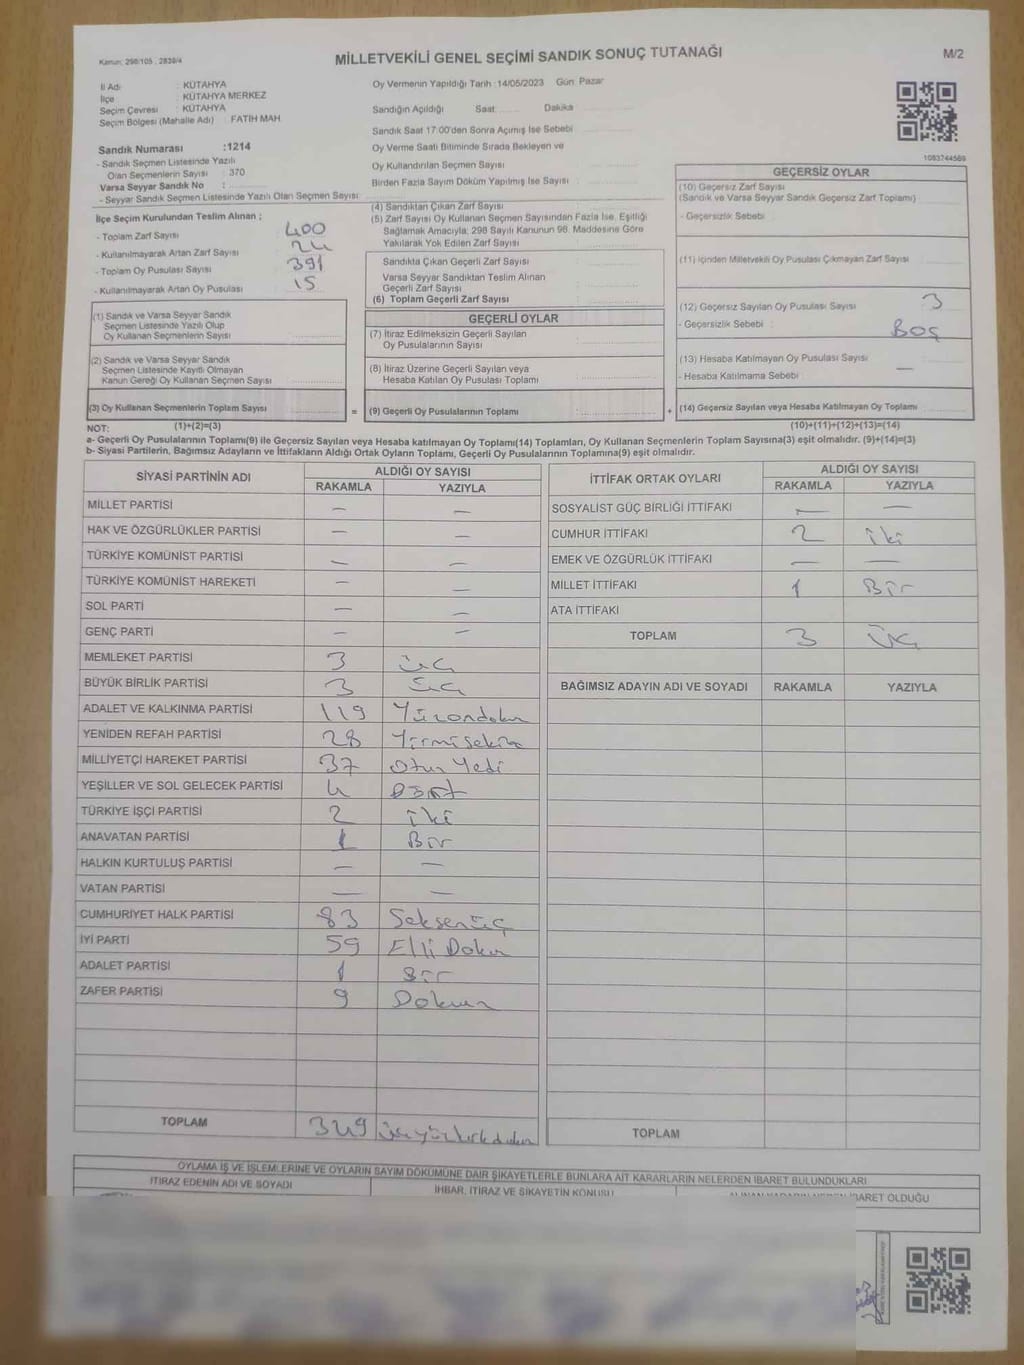 Kanun: 298/105 , 2839/4
MİLLETVEKİLİ GENEL SEÇİMİ SANDIK SONUÇ TUTANAĞI
M/2
İl Adı : KÜTAHYA
İlçe : KÜTAHYA MERKEZ
Seçim Çevresi : KÜTAHYA
Seçim Bölgesi (Mahalle Adı) : FATİH MAH
Sandık Numarası :1214
- Sandık Seçmen Listesinde Yazılı
Olan Seçmenlerin Sayısı : 370
Varsa Seyyar Sandık No :
- Seyyar Sandık Seçmen Listesinde Yazılı Olan Seçmen Sayısı:
İlçe Seçim Kurulundan Teslim Alınan ;
- Toplam Zarf Sayısı 400
- Kullanılmayarak Artan Zarf Sayısı 24
- Toplam Oy Pusulası Sayısı 391
- Kullanılmayarak Artan Oy Pusulası 15
Oy Vermenin Yapıldığı Tarih :14/05/2023 Gün: Pazar
Sandığın Açıldığı Saat: Dakika
Sandık Saat 17.00'den Sonra Açımış İse Sebebi
Oy Verme Saati Bitiminde Sırada Bekleyen ve
Oy Kullandırılan Seçmen Sayısı :
Birden Fazla Sayım Döküm Yapılmış İse Sayısı :
(4) Sandıktan Çıkan Zarf Sayısı :
(5) Zarf Sayısı Oy Kullanan Seçmen Sayısından Fazla İse, Eşitliği
Sağlamak Amacıyla; 298 Sayılı Kanunun 98. Maddesine Göre
Yakılarak Yok Edilen Zarf Sayısı :
Sandıkta Çıkan Geçerli Zarf Sayısı :
Varsa Seyyar Sandıktan Teslim Alınan
Geçerli Zarf Sayısı :
(6) Toplam Geçerli Zarf Sayısı :
1083744569
GEÇERSİZ OYLAR
(10) Geçersiz Zarf Sayısı
(Sandık ve Varsa Seyyar Sandık Geçersiz Zarf Toplamı) :
- Geçersizlik Sebebi :
(11) İçinden Milletvekili Oy Pusulası Çıkmayan Zarf Sayısı :
(12) Geçersiz Sayılan Oy Pusulası Sayısı : 3
- Geçersizlik Sebebi : Boş
(13) Hesaba Katılmayan Oy Pusulası Sayısı : —
- Hesaba Katılmama Sebebi :
(14) Geçersiz Sayılan veya Hesaba Katılmayan Oy Toplamı :
(10)+(11)+(12)+(13)=(14)
(1) Sandık ve Varsa Seyyar Sandık
Seçmen Listesinde Yazılı Olup
Oy Kullanan Seçmenlerin Sayısı :
(2) Sandık ve Varsa Seyyar Sandık
Seçmen Listesinde Kayıtlı Olmayan
Kanun Gereği Oy Kullanan Seçmen Sayısı :
(3) Oy Kullanan Seçmenlerin Toplam Sayısı :
(1)+(2)=(3)
=
GEÇERLİ OYLAR
(7) İtiraz Edilmeksizin Geçerli Sayılan
Oy Pusulalarının Sayısı :
(8) İtiraz Üzerine Geçerli Sayılan veya
Hesaba Katılan Oy Pusulası Toplamı :
(9) Geçerli Oy Pusulalarının Toplamı :
+
NOT:
a- Geçerli Oy Pusulalarının Toplamı(9) ile Geçersiz Sayılan veya Hesaba katılmayan Oy Toplamı(14) Toplamları, Oy Kullanan Seçmenlerin Toplam Sayısına(3) eşit olmalıdır. (9)+(14)=(3)
b- Siyasi Partilerin, Bağımsız Adayların ve İttifakların Aldığı Ortak Oyların Toplamı, Geçerli Oy Pusulalarının Toplamına(9) eşit olmalıdır.
SİYASİ PARTİNİN ADI ALDIĞI OY SAYISI
RAKAMLA YAZIYLA
MİLLET PARTİSİ — —
HAK VE ÖZGÜRLÜKLER PARTİSİ — —
TÜRKİYE KOMÜNİST PARTİSİ — —
TÜRKİYE KOMÜNİST HAREKETİ — —
SOL PARTİ — —
GENÇ PARTİ — —
MEMLEKET PARTİSİ 3 üç
BÜYÜK BİRLİK PARTİSİ 3 üç
ADALET VE KALKINMA PARTİSİ 119 Yüzondokuz
YENİDEN REFAH PARTİSİ 28 Yirmisekiz
MİLLİYETÇİ HAREKET PARTİSİ 37 Otuz Yedi
YEŞİLLER VE SOL GELECEK PARTİSİ 4 Dört
TÜRKİYE İŞÇİ PARTİSİ 2 iki
ANAVATAN PARTİSİ 1 Bir
HALKIN KURTULUŞ PARTİSİ — —
VATAN PARTİSİ — —
CUMHURİYET HALK PARTİSİ 83 Seksenüç
İYİ PARTİ 59 Elli Dokuz
ADALET PARTİSİ 1 Bir
ZAFER PARTİSİ 9 Dokuz
TOPLAM 349 üçyüzkırkdokuz
İTTİFAK ORTAK OYLARI ALDIĞI OY SAYISI
RAKAMLA YAZIYLA
SOSYALİST GÜÇ BİRLİĞİ İTTİFAKI — —
CUMHUR İTTİFAKI 2 iki
EMEK VE ÖZGÜRLÜK İTTİFAKI — —
MİLLET İTTİFAKI 1 Bir
ATA İTTİFAKI
TOPLAM 3 Üç
BAĞIMSIZ ADAYIN ADI VE SOYADI RAKAMLA YAZIYLA
TOPLAM
OYLAMA İŞ VE İŞLEMLERİNE VE OYLARIN SAYIM DÖKÜMÜNE DAİR ŞİKAYETLERLE BUNLARA AİT KARARLARIN NELERDEN İBARET BULUNDUKLARI
İTİRAZ EDENİN ADI VE SOYADI
İHBAR, İTİRAZ VE ŞİKAYETİN KONUSU
İBARET OLDUĞU